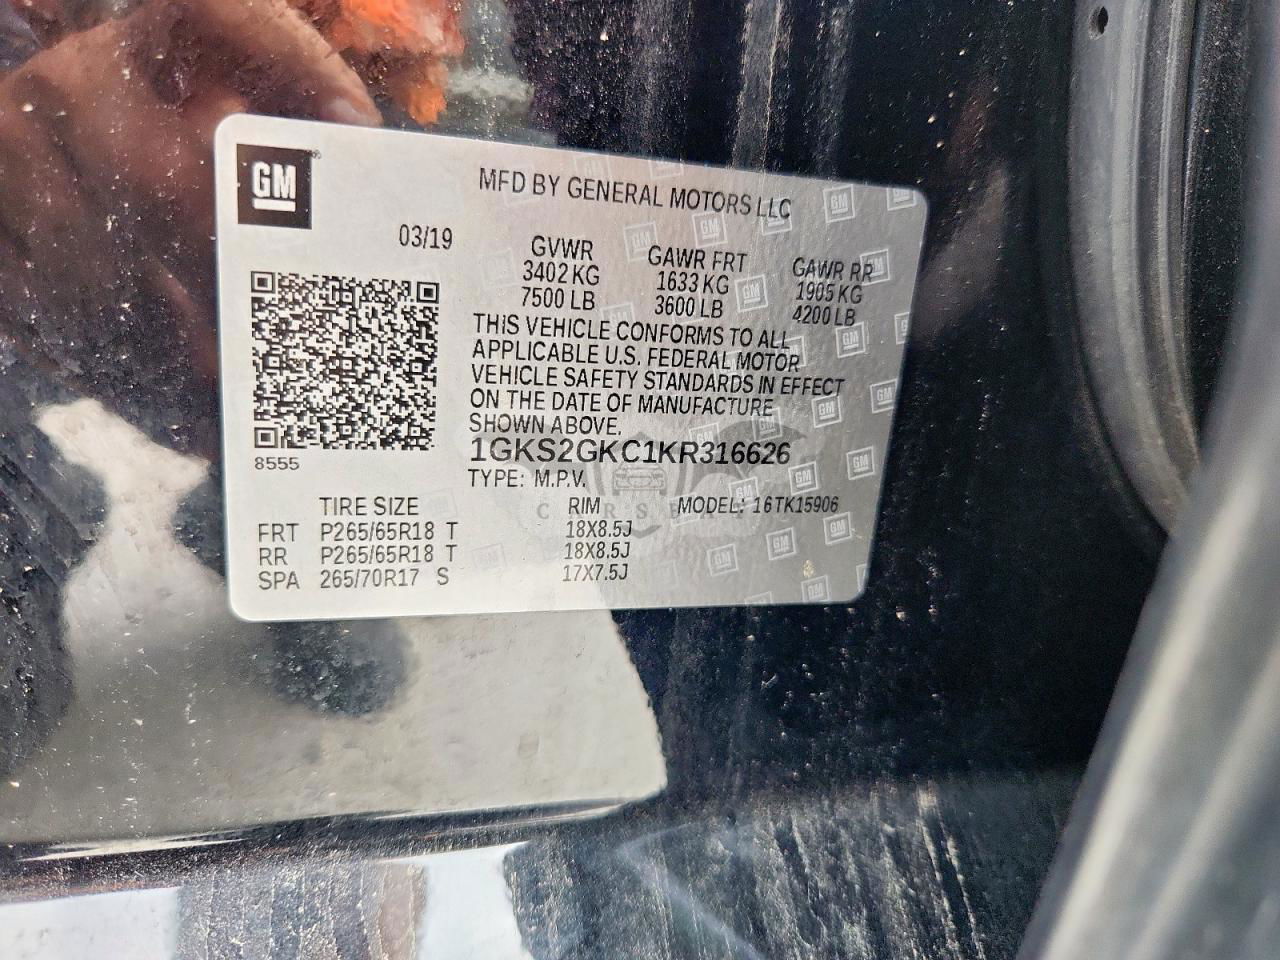 GM
MFD BY GENERAL MOTORS LLC
03/19
GVWR GAWR FRT GAWR RR
3402 KG 1633 KG 1905 KG
7500 LB 3600 LB 4200 LB
THIS VEHICLE CONFORMS TO ALL
APPLICABLE U.S. FEDERAL MOTOR
VEHICLE SAFETY STANDARDS IN EFFECT
ON THE DATE OF MANUFACTURE
SHOWN ABOVE.
1GKS2GKC1KR316626
8555
TYPE: M.P.V.
TIRE SIZE RIM MODEL: 16TK15906
FRT P265/65R18 T 18X8.5J
RR P265/65R18 T 18X8.5J
SPA 265/70R17 S 17X7.5J